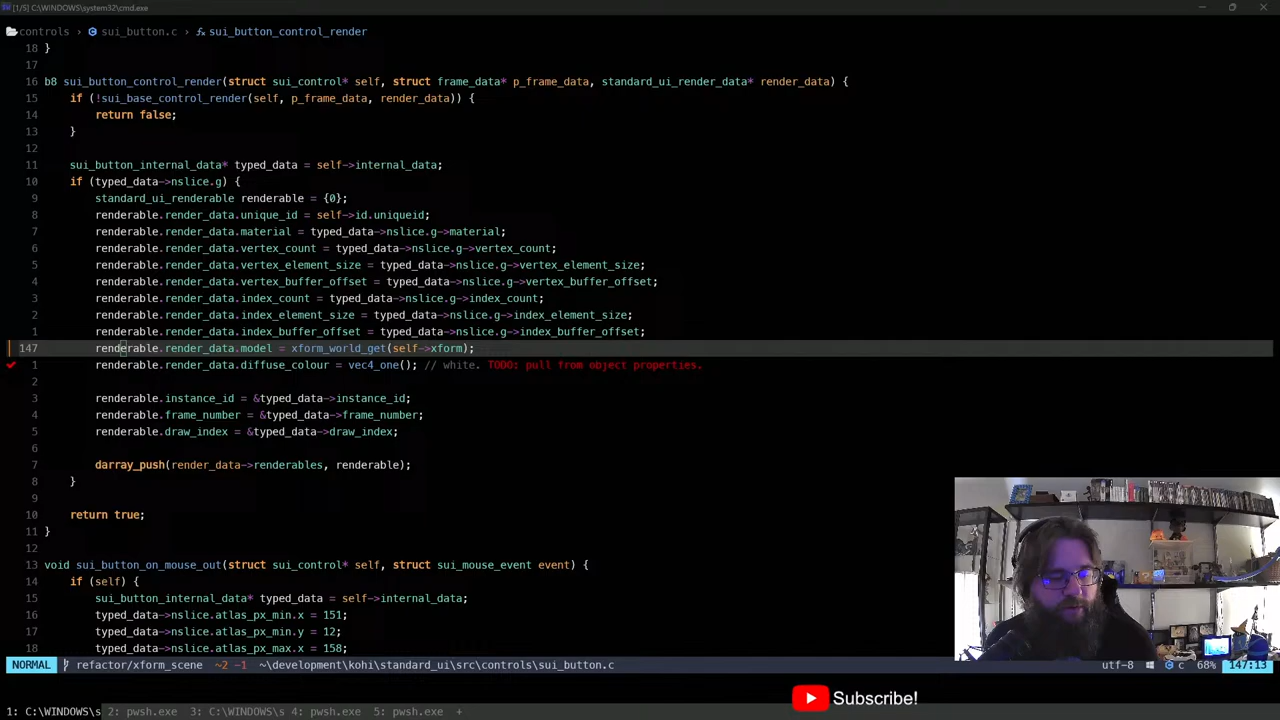 [1/5] C:\WINDOWS\system32\cmd.exe
controls > sui_button.c > sui_button_control_render
18 }
17
16 b8 sui_button_control_render(struct sui_control* self, struct frame_data* p_frame_data, standard_ui_render_data* render_data) {
15 if (!sui_base_control_render(self, p_frame_data, render_data)) {
14 return false;
13 }
12
11 sui_button_internal_data* typed_data = self->internal_data;
10 if (typed_data->nslice.g) {
9 standard_ui_renderable renderable = {0};
8 renderable.render_data.unique_id = self->id.uniqueid;
7 renderable.render_data.material = typed_data->nslice.g->material;
6 renderable.render_data.vertex_count = typed_data->nslice.g->vertex_count;
5 renderable.render_data.vertex_element_size = typed_data->nslice.g->vertex_element_size;
4 renderable.render_data.vertex_buffer_offset = typed_data->nslice.g->vertex_buffer_offset;
3 renderable.render_data.index_count = typed_data->nslice.g->index_count;
2 renderable.render_data.index_element_size = typed_data->nslice.g->index_element_size;
1 renderable.render_data.index_buffer_offset = typed_data->nslice.g->index_buffer_offset;
147 renderable.render_data.model = xform_world_get(self->xform);
1 renderable.render_data.diffuse_colour = vec4_one(); // white. TODO: pull from object properties.
2
3 renderable.instance_id = &typed_data->instance_id;
4 renderable.frame_number = &typed_data->frame_number;
5 renderable.draw_index = &typed_data->draw_index;
6
7 darray_push(render_data->renderables, renderable);
8 }
9
10 return true;
11 }
12
13 void sui_button_on_mouse_out(struct sui_control* self, struct sui_mouse_event event) {
14 if (self) {
15 sui_button_internal_data* typed_data = self->internal_data;
16 typed_data->nslice.atlas_px_min.x = 151;
17 typed_data->nslice.atlas_px_min.y = 12;
18 typed_data->nslice.atlas_px_max.x = 158;
NORMAL refactor/xform_scene ~2 -1 ~\development\kohi\standard_ui\src\controls\sui_button.c utf-8 c 68% 147:13
Subscribe!
1: C:\WINDOWS\s 2: pwsh.exe 3: C:\WINDOWS\s 4: pwsh.exe 5: pwsh.exe +